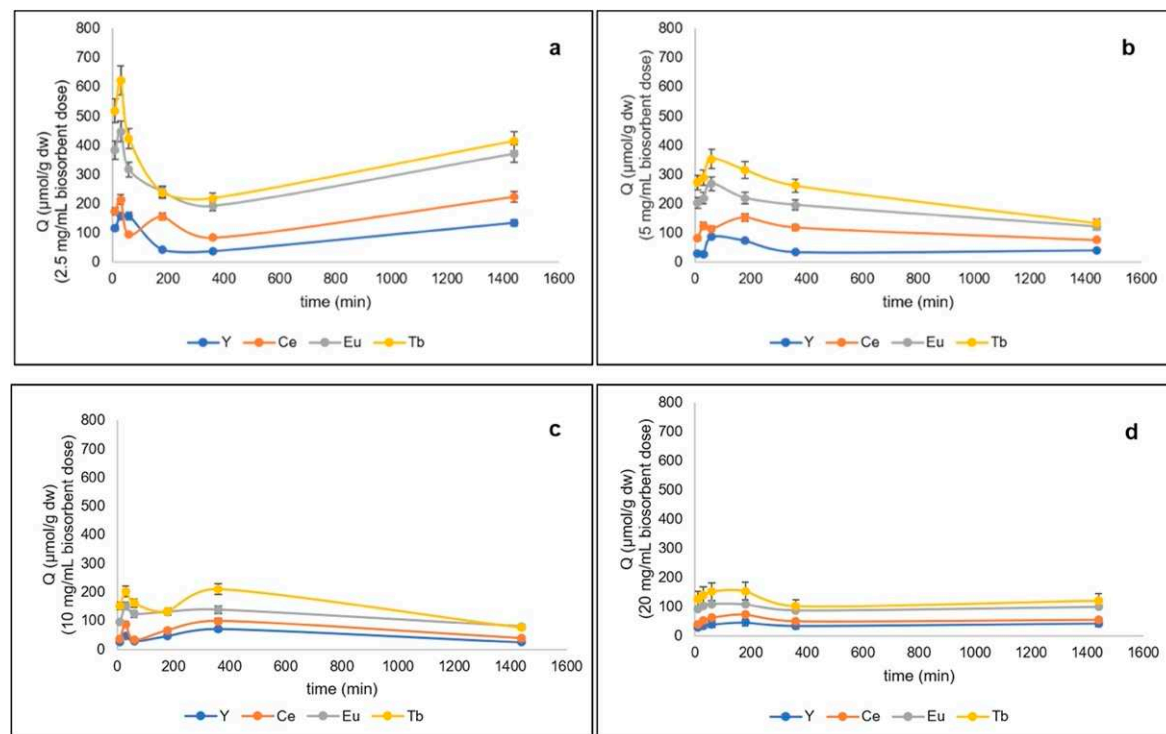 a
800
700
600
500
400
300
200
100
0
Q (µmol/g dw)
(2.5 mg/mL biosorbent dose)
0 200 400 600 800 1000 1200 1400 1600
time (min)
Y Ce Eu Tb
b
800
700
600
500
400
300
200
100
0
Q (µmol/g dw)
(5 mg/mL biosorbent dose)
0 200 400 600 800 1000 1200 1400 1600
time (min)
Y Ce Eu Tb
c
800
700
600
500
400
300
200
100
0
Q (µmol/g dw)
(10 mg/mL biosorbent dose)
0 200 400 600 800 1000 1200 1400 1600
time (min)
Y Ce Eu Tb
d
800
700
600
500
400
300
200
100
0
Q (µmol/g dw)
(20 mg/mL biosorbent dose)
0 200 400 600 800 1000 1200 1400 1600
time (min)
Y Ce Eu Tb